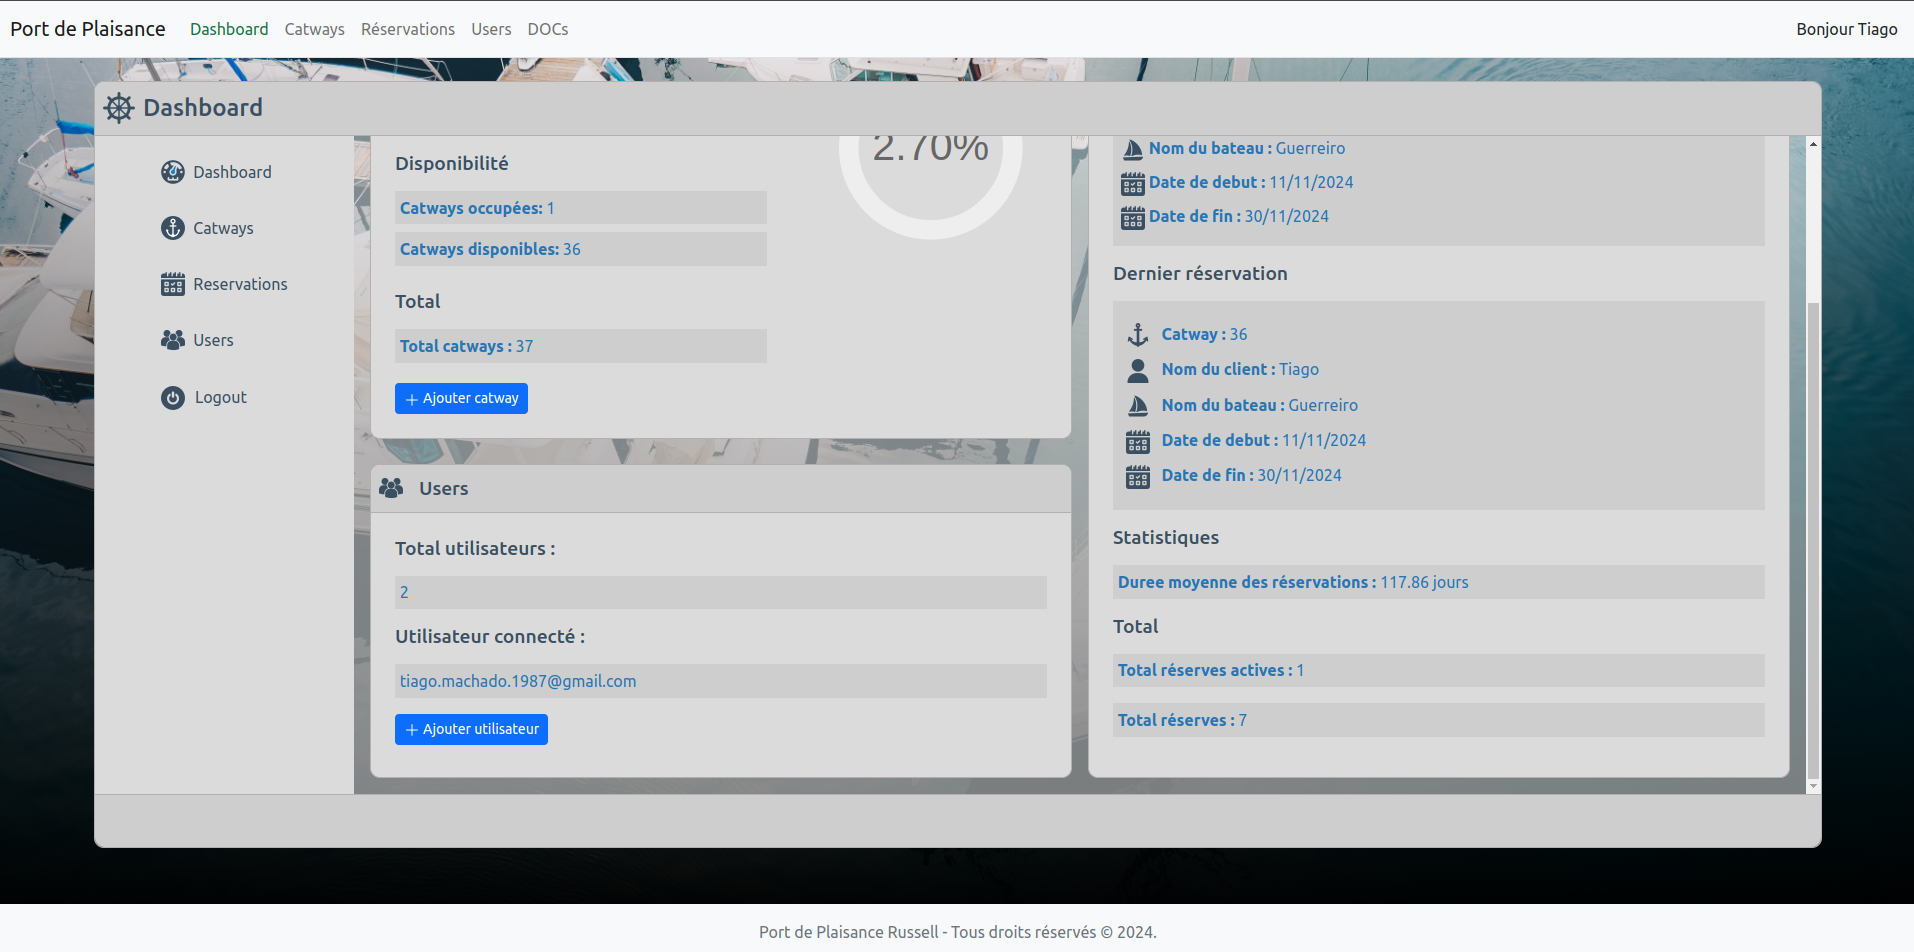 Port de Plaisance Dashboard Catways Réservations Users DOCs Bonjour Tiago
Dashboard
Dashboard
Catways
Reservations
Users
Logout
Disponibilité
Catways occupées: 1
Catways disponibles: 36
2.70%
Total
Total catways : 37
+ Ajouter catway
Users
Total utilisateurs :
2
Utilisateur connecté :
tiago.machado.1987@gmail.com
+ Ajouter utilisateur
Nom du bateau : Guerreiro
Date de debut : 11/11/2024
Date de fin : 30/11/2024
Dernier réservation
Catway : 36
Nom du client : Tiago
Nom du bateau : Guerreiro
Date de debut : 11/11/2024
Date de fin : 30/11/2024
Statistiques
Duree moyenne des réservations : 117.86 jours
Total
Total réserves actives : 1
Total réserves : 7
Port de Plaisance Russell - Tous droits réservés © 2024.